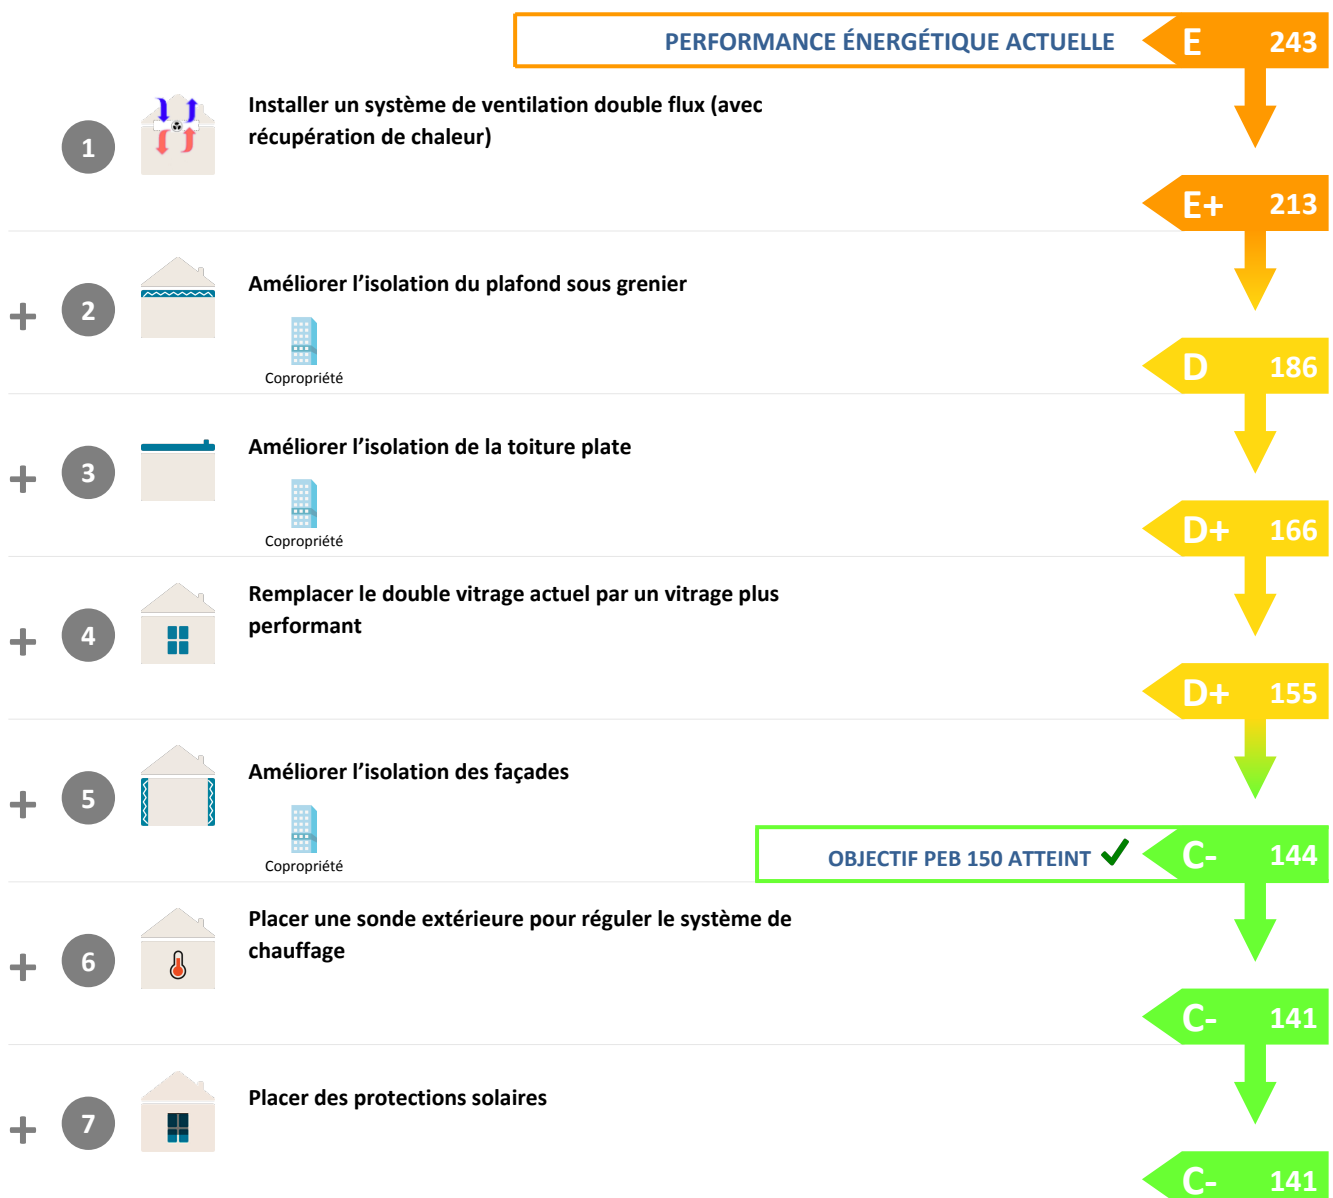 PERFORMANCE ÉNERGÉTIQUE ACTUELLE E 243
1 Installer un système de ventilation double flux (avec
récupération de chaleur)
E+ 213
+ 2 Améliorer l'isolation du plafond sous grenier
Copropriété
D 186
+ 3 Améliorer l'isolation de la toiture plate
Copropriété
D+ 166
+ 4 Remplacer le double vitrage actuel par un vitrage plus
performant
D+ 155
+ 5 Améliorer l'isolation des façades
Copropriété
OBJECTIF PEB 150 ATTEINT ✓ C- 144
+ 6 Placer une sonde extérieure pour réguler le système de
chauffage
C- 141
+ 7 Placer des protections solaires
C- 141